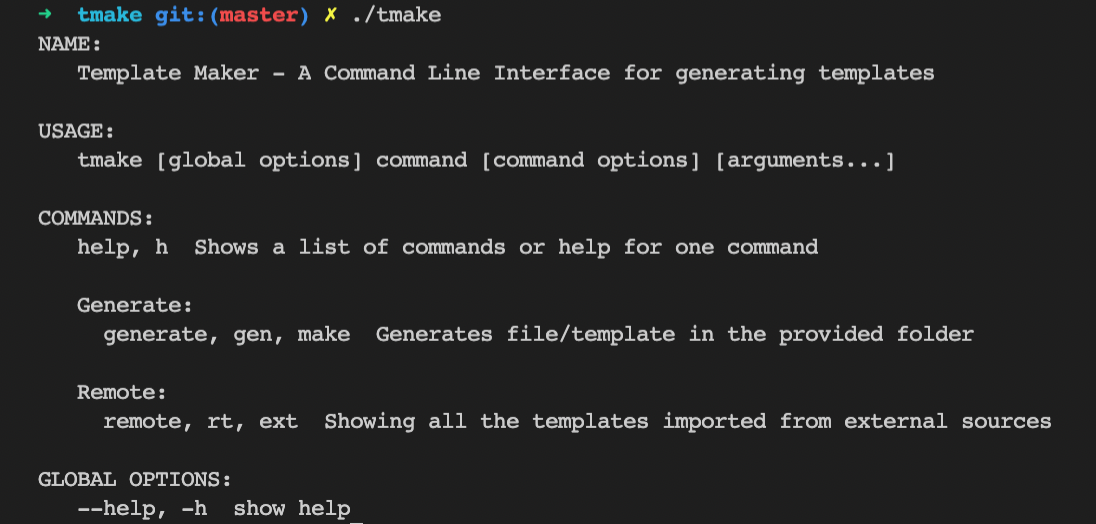 ➜  tmake git:(master) ✗ ./tmake
NAME:
   Template Maker – A Command Line Interface for generating templates

USAGE:
   tmake [global options] command [command options] [arguments...]

COMMANDS:
   help, h  Shows a list of commands or help for one command

   Generate:
     generate, gen, make  Generates file/template in the provided folder

   Remote:
     remote, rt, ext  Showing all the templates imported from external sources

GLOBAL OPTIONS:
   --help, -h  show help